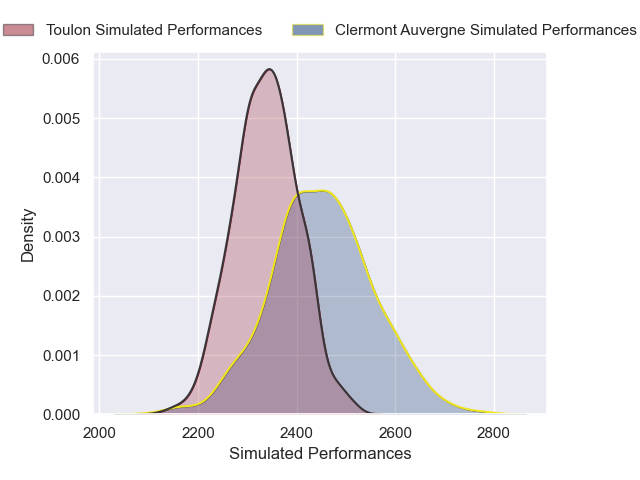 Toulon Simulated Performances
Clermont Auvergne Simulated Performances
0.006
0.005
0.004
0.003
0.002
0.001
0.000
Density
2000 2200 2400 2600 2800
Simulated Performances